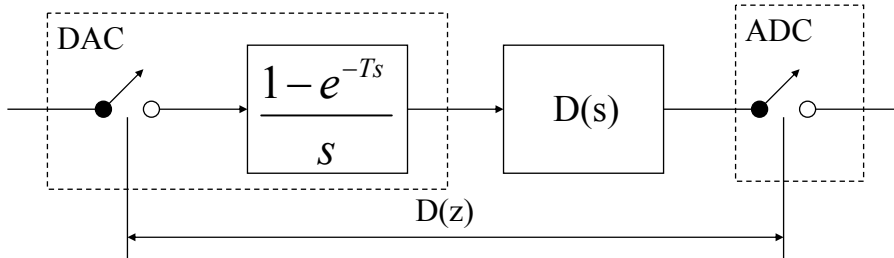 DAC
1 − e^{−Ts}
s
D(s)
ADC
D(z)